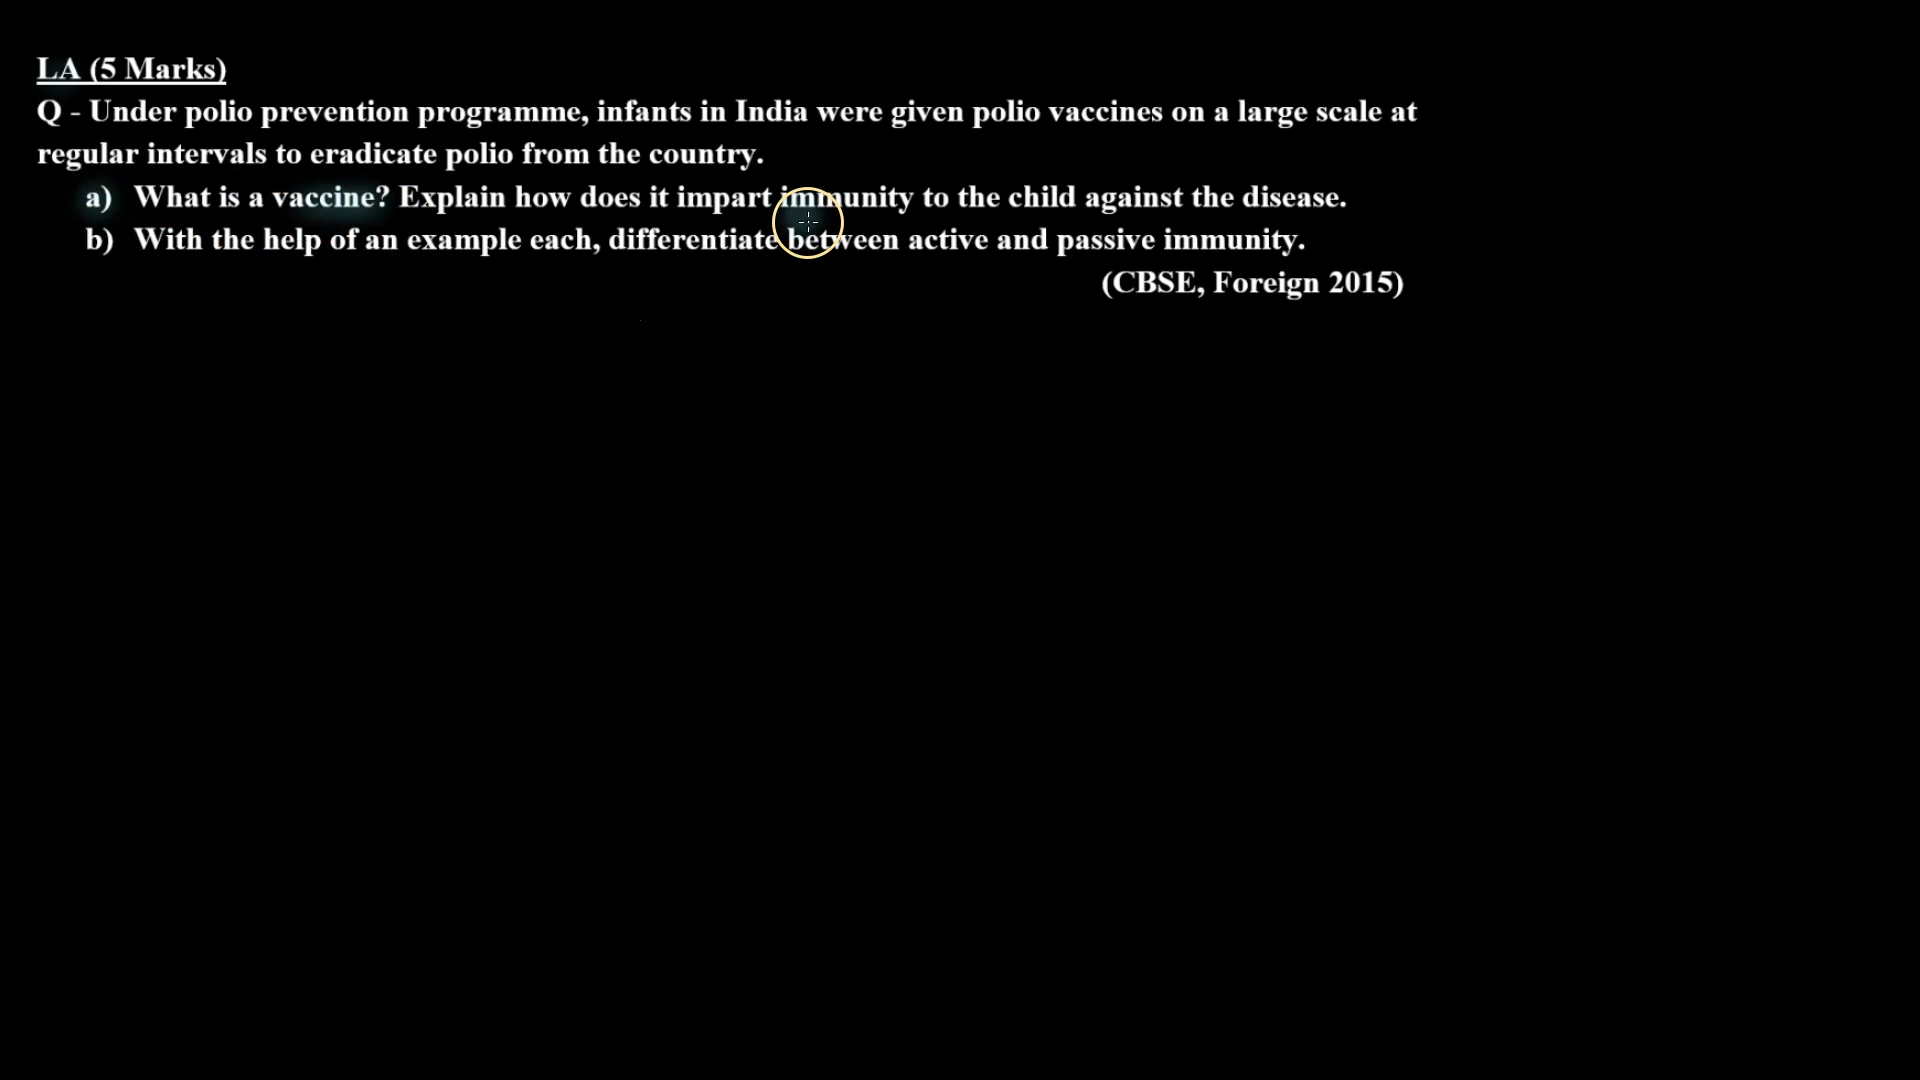 LA (5 Marks)
Q - Under polio prevention programme, infants in India were given polio vaccines on a large scale at
regular intervals to eradicate polio from the country.
a) What is a vaccine? Explain how does it impart immunity to the child against the disease.
b) With the help of an example each, differentiate between active and passive immunity.
(CBSE, Foreign 2015)